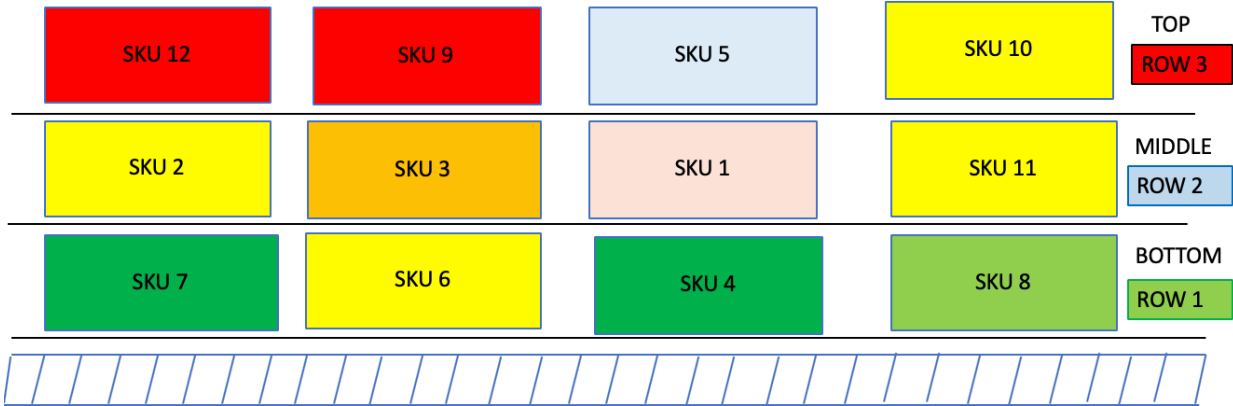 SKU 12
SKU 9
SKU 5
SKU 10
TOP
ROW 3
SKU 2
SKU 3
SKU 1
SKU 11
MIDDLE
ROW 2
SKU 7
SKU 6
SKU 4
SKU 8
BOTTOM
ROW 1